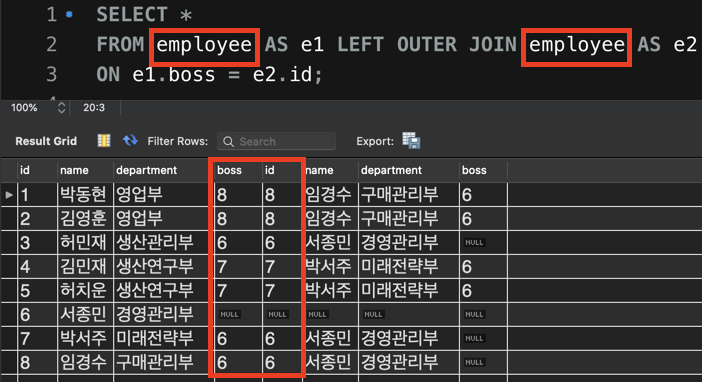 1 SELECT *
2 FROM employee AS e1 LEFT OUTER JOIN employee AS e2
3 ON e1.boss = e2.id;
100% 20:3
Result Grid Filter Rows: Search Export:
id name department boss id name department boss
1 박동현 영업부 8 8 임경수 구매관리부 6
2 김영훈 영업부 8 8 임경수 구매관리부 6
3 허민재 생산관리부 6 6 서종민 경영관리부 NULL
4 김민재 생산연구부 7 7 박서주 미래전략부 6
5 허치운 생산연구부 7 7 박서주 미래전략부 6
6 서종민 경영관리부 NULL NULL NULL NULL NULL
7 박서주 미래전략부 6 6 서종민 경영관리부 NULL
8 임경수 구매관리부 6 6 서종민 경영관리부 NULL